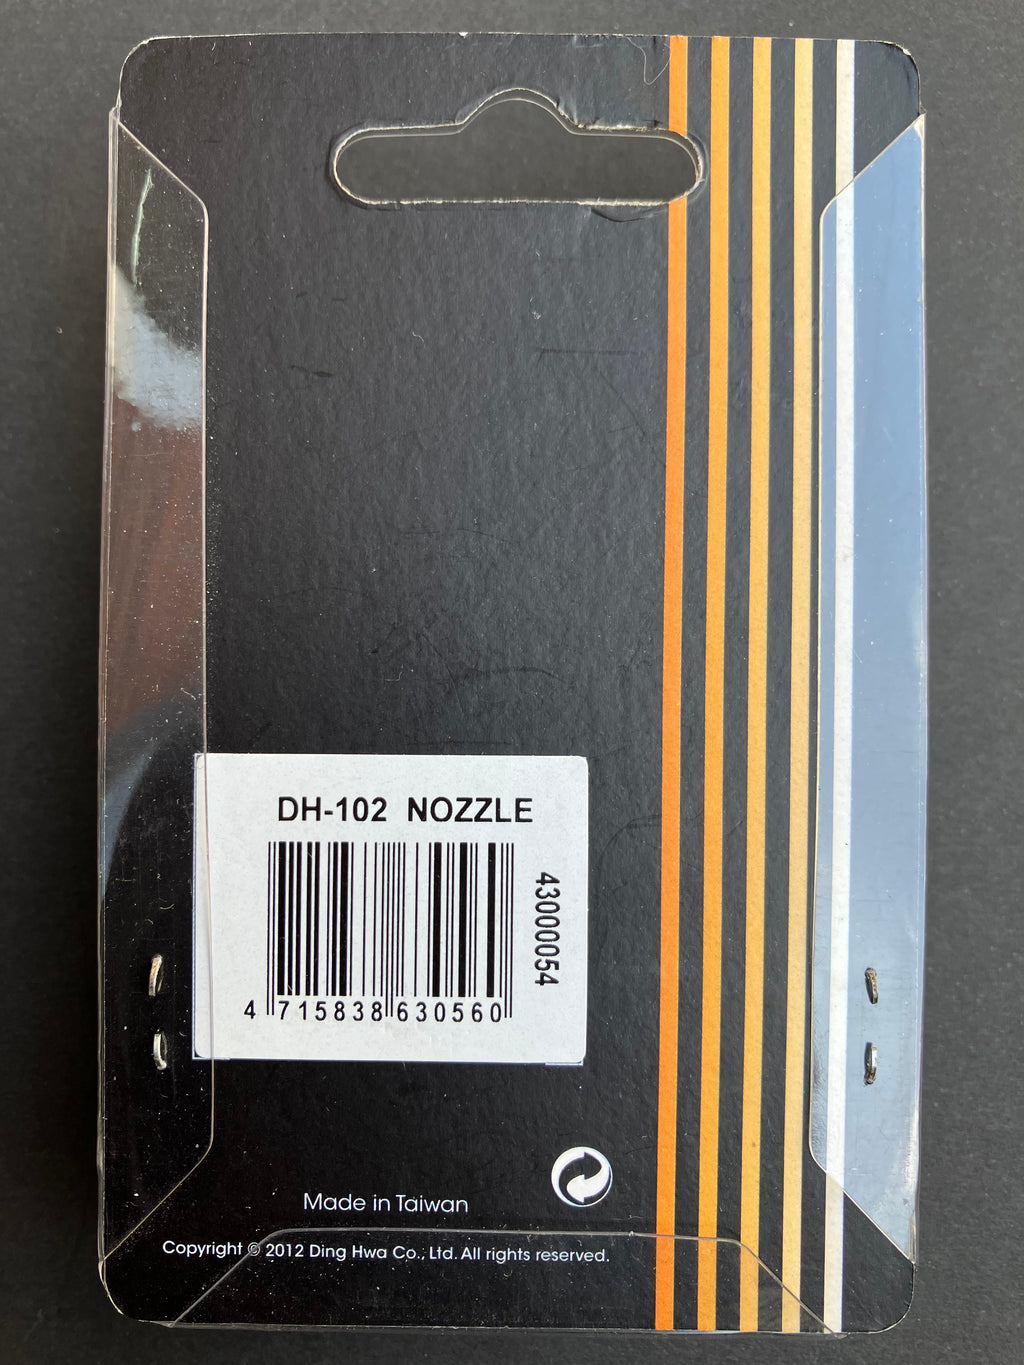 DH-102 NOZZLE
43000054
4 715838 630560
Made in Taiwan
Copyright © 2012 Ding Hwa Co., Ltd. All rights reserved.